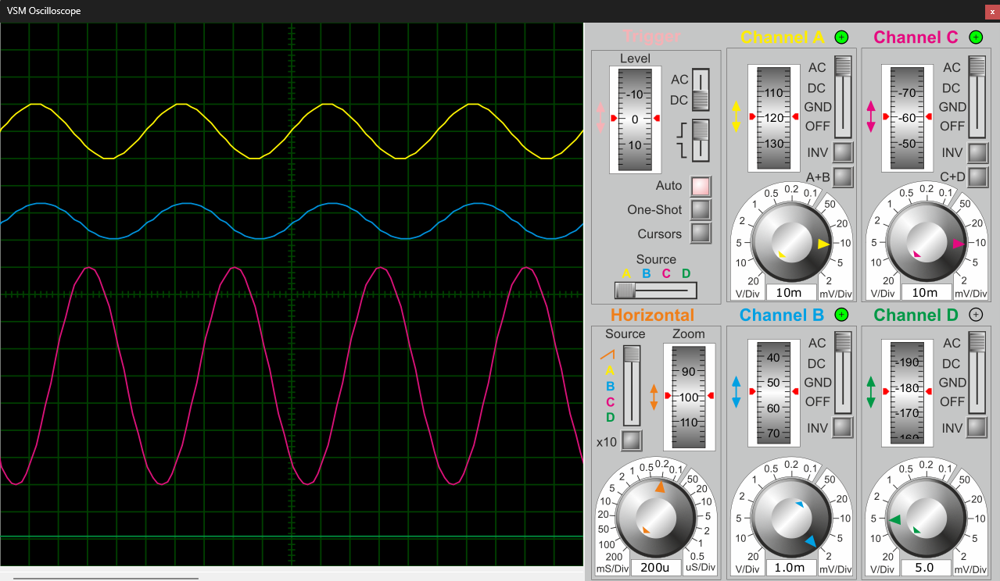 VSM Oscilloscope
x
Trigger
Level
-10
0
10
AC
DC
Auto
One-Shot
Cursors
Source
A B C D
Channel A
110
120
130
AC
DC
GND
OFF
INV
A+B
20 10 5 2 1 0.5 0.2 0.1 50 20 10 5 2
V/Div 10m mV/Div
Channel C
-70
-60
-50
AC
DC
GND
OFF
INV
C+D
20 10 5 2 1 0.5 0.2 0.1 50 20 10 5 2
V/Div 10m mV/Div
Horizontal
Source
A
B
C
D
x10
Zoom
90
100
110
200 100 50 20 10 5 2 1 0.5 0.2 0.1 50 20 10 5 2 1 0.5
mS/Div 200u uS/Div
Channel B
40
50
60
70
AC
DC
GND
OFF
INV
20 10 5 2 1 0.5 0.2 0.1 50 20 10 5 2
V/Div 1.0m mV/Div
Channel D
-190
-180
-170
160
AC
DC
GND
OFF
INV
20 10 5 2 1 0.5 0.2 0.1 50 20 10 5 2
V/Div 5.0 mV/Div